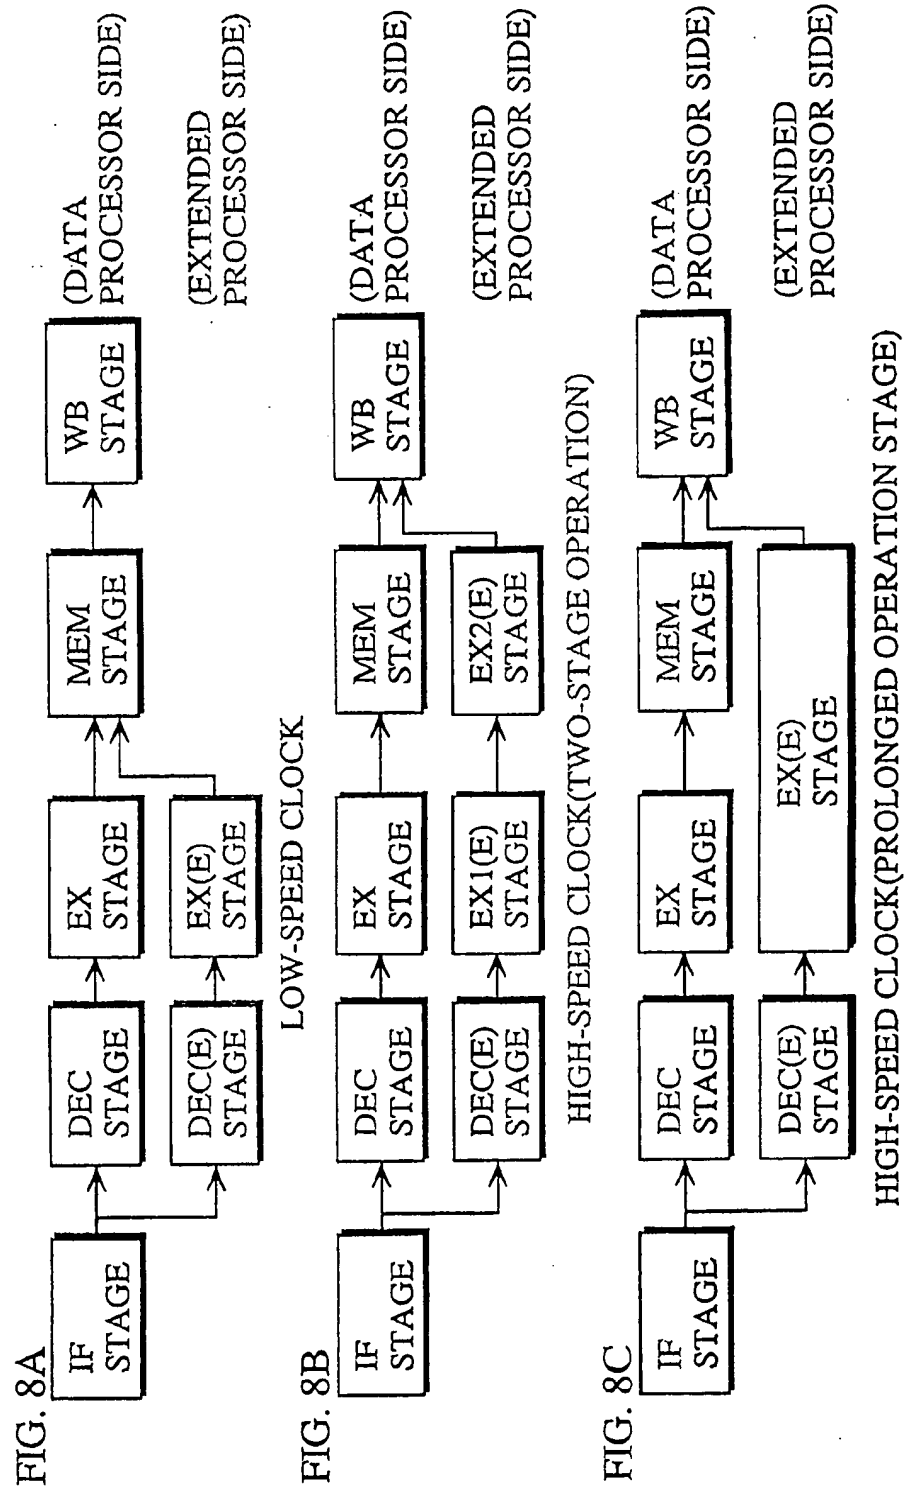 FIG. 8A
IF
STAGE
DEC
STAGE
EX
STAGE
MEM
STAGE
WB
STAGE
(DATA
PROCESSOR SIDE)
DEC(E)
STAGE
EX(E)
STAGE
(EXTENDED
PROCESSOR SIDE)
LOW-SPEED CLOCK
FIG. 8B
IF
STAGE
DEC
STAGE
EX
STAGE
MEM
STAGE
WB
STAGE
(DATA
PROCESSOR SIDE)
DEC(E)
STAGE
EX1(E)
STAGE
EX2(E)
STAGE
(EXTENDED
PROCESSOR SIDE)
HIGH-SPEED CLOCK(TWO-STAGE OPERATION)
FIG. 8C
IF
STAGE
DEC
STAGE
EX
STAGE
MEM
STAGE
WB
STAGE
(DATA
PROCESSOR SIDE)
DEC(E)
STAGE
EX(E)
STAGE
(EXTENDED
PROCESSOR SIDE)
HIGH-SPEED CLOCK(PROLONGED OPERATION STAGE)